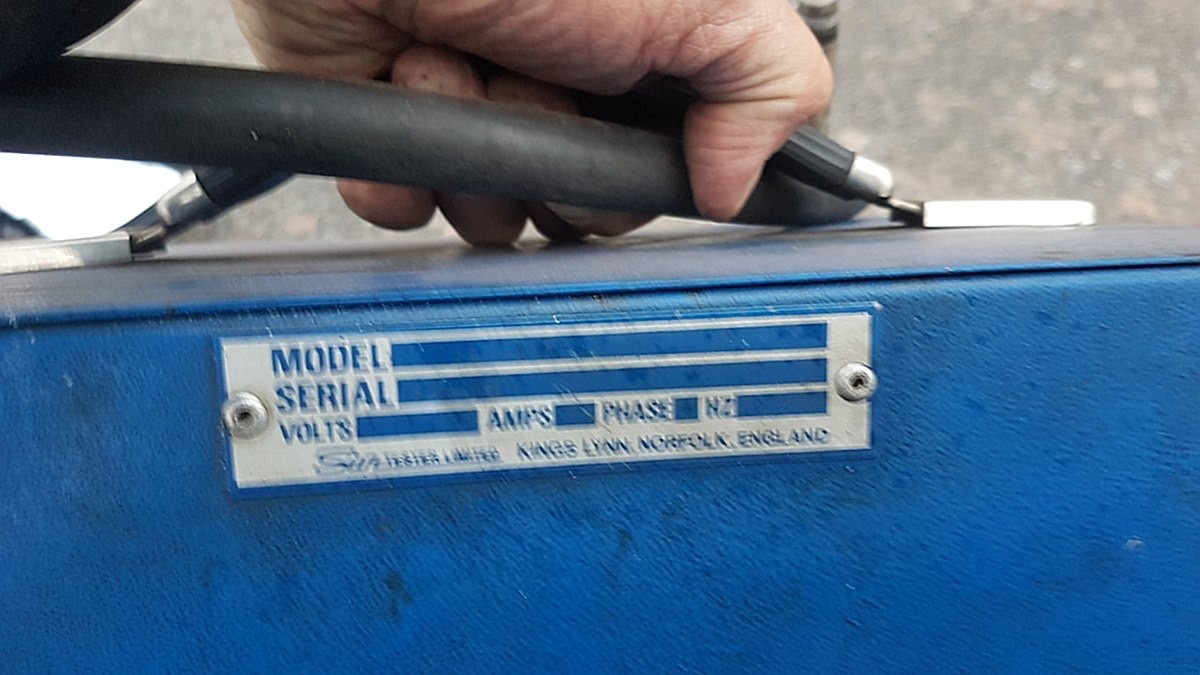 MODEL
SERIAL
VOLTS AMPS PHASE HZ
Sun TESTER LIMITED KINGS LYNN, NORFOLK, ENGLAND